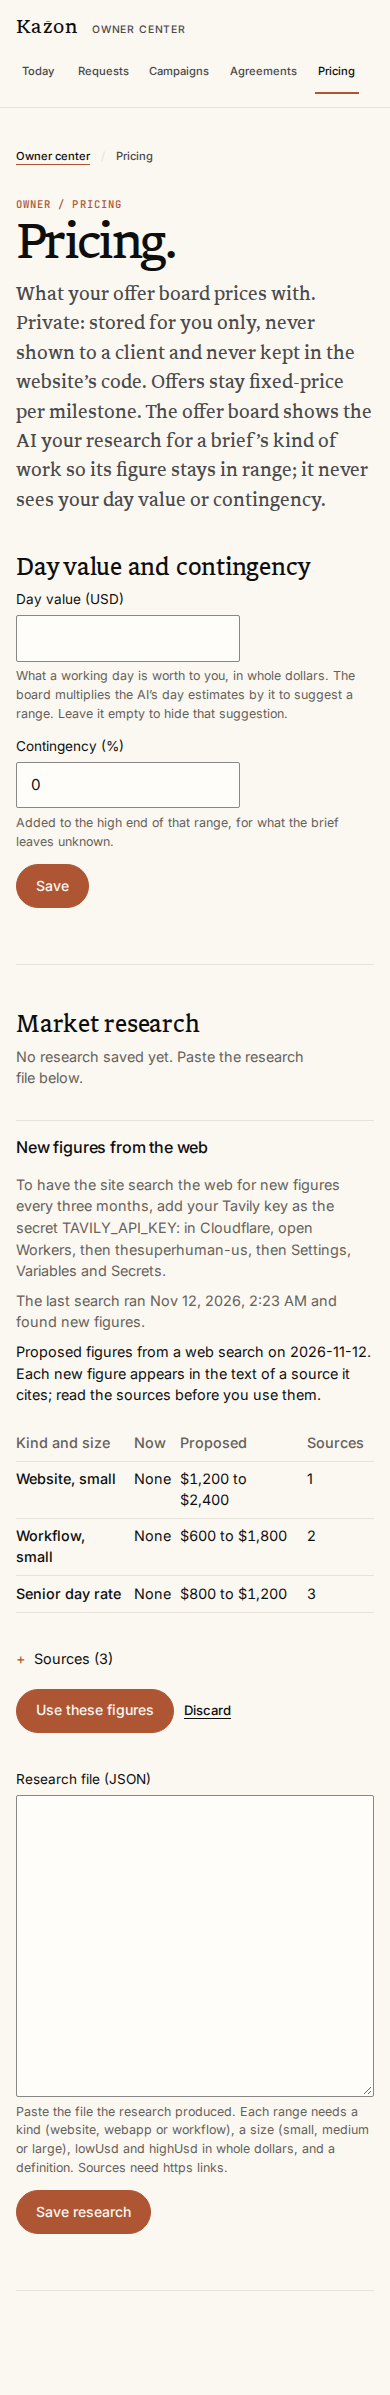 Kažon OWNER CENTER
Today Requests Campaigns Agreements Pricing
Owner center / Pricing
OWNER / PRICING
Pricing.
What your offer board prices with.
Private: stored for you only, never
shown to a client and never kept in the
website’s code. Offers stay fixed-price
per milestone. The offer board shows the
AI your research for a brief’s kind of
work so its figure stays in range; it never
sees your day value or contingency.
Day value and contingency
Day value (USD)
What a working day is worth to you, in whole dollars. The
board multiplies the AI’s day estimates by it to suggest a
range. Leave it empty to hide that suggestion.
Contingency (%)
0
Added to the high end of that range, for what the brief
leaves unknown.
Save
Market research
No research saved yet. Paste the research
file below.
New figures from the web
To have the site search the web for new figures
every three months, add your Tavily key as the
secret TAVILY_API_KEY: in Cloudflare, open
Workers, then thesuperhuman-us, then Settings,
Variables and Secrets.
The last search ran Nov 12, 2026, 2:23 AM and
found new figures.
Proposed figures from a web search on 2026-11-12.
Each new figure appears in the text of a source it
cites; read the sources before you use them.
Kind and size Now Proposed Sources
Website, small None $1,200 to 1
$2,400
Workflow, None $600 to $1,800 2
small
Senior day rate None $800 to $1,200 3
+ Sources (3)
Use these figures Discard
Research file (JSON)
Paste the file the research produced. Each range needs a
kind (website, webapp or workflow), a size (small, medium
or large), lowUsd and highUsd in whole dollars, and a
definition. Sources need https links.
Save research